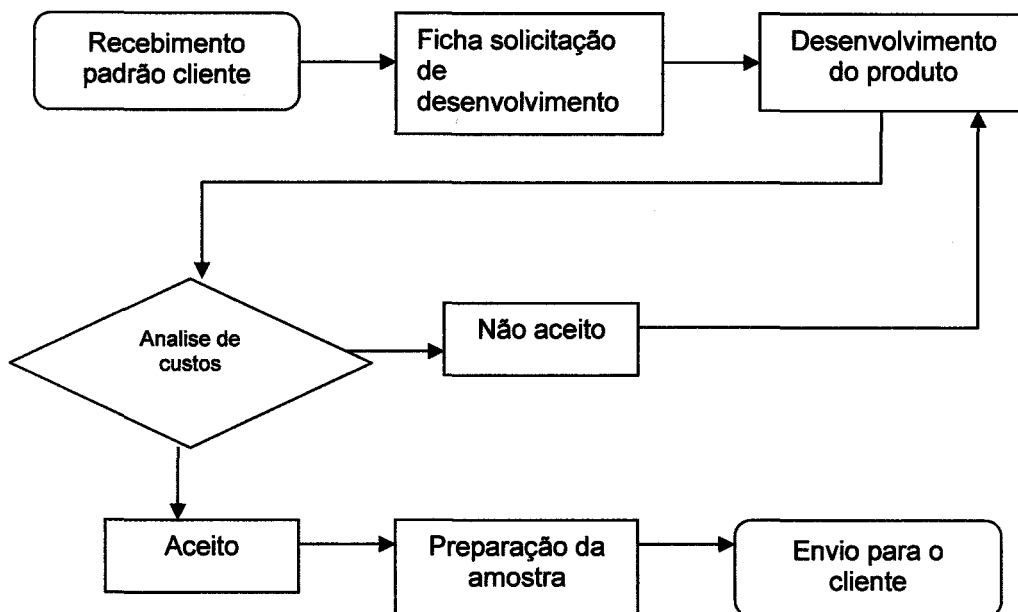 Recebimento
padrão cliente
Ficha solicitação
de
desenvolvimento
Desenvolvimento
do produto
Analise de
custos
Não aceito
Aceito
Preparação da
amostra
Envio para o
cliente